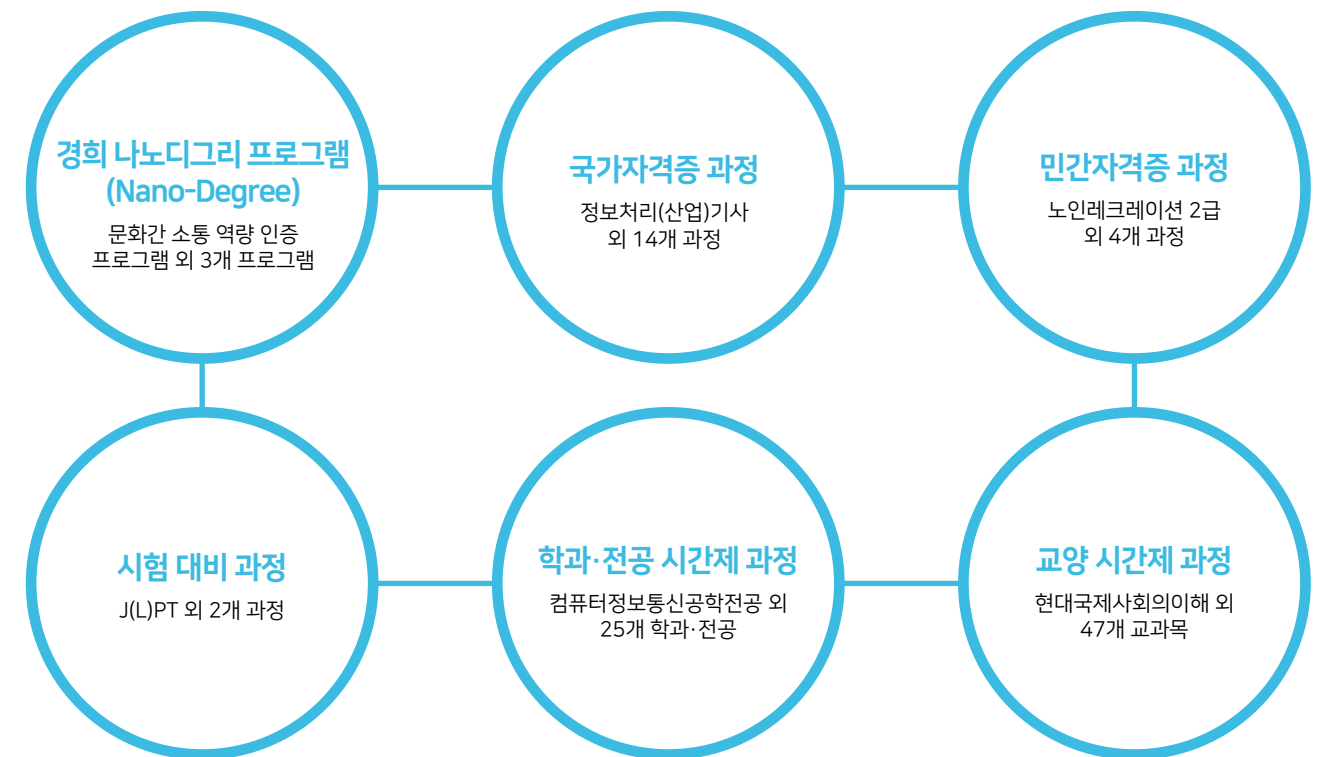 경희 나노디그리 프로그램
(Nano-Degree)
문화간 소통 역량 인증
프로그램 외 3개 프로그램
국가자격증 과정
정보처리(산업)기사
외 14개 과정
민간자격증 과정
노인레크레이션 2급
외 4개 과정
시험 대비 과정
J(L)PT 외 2개 과정
학과·전공 시간제 과정
컴퓨터정보통신공학전공 외
25개 학과·전공
교양 시간제 과정
현대국제사회의이해 외
47개 교과목